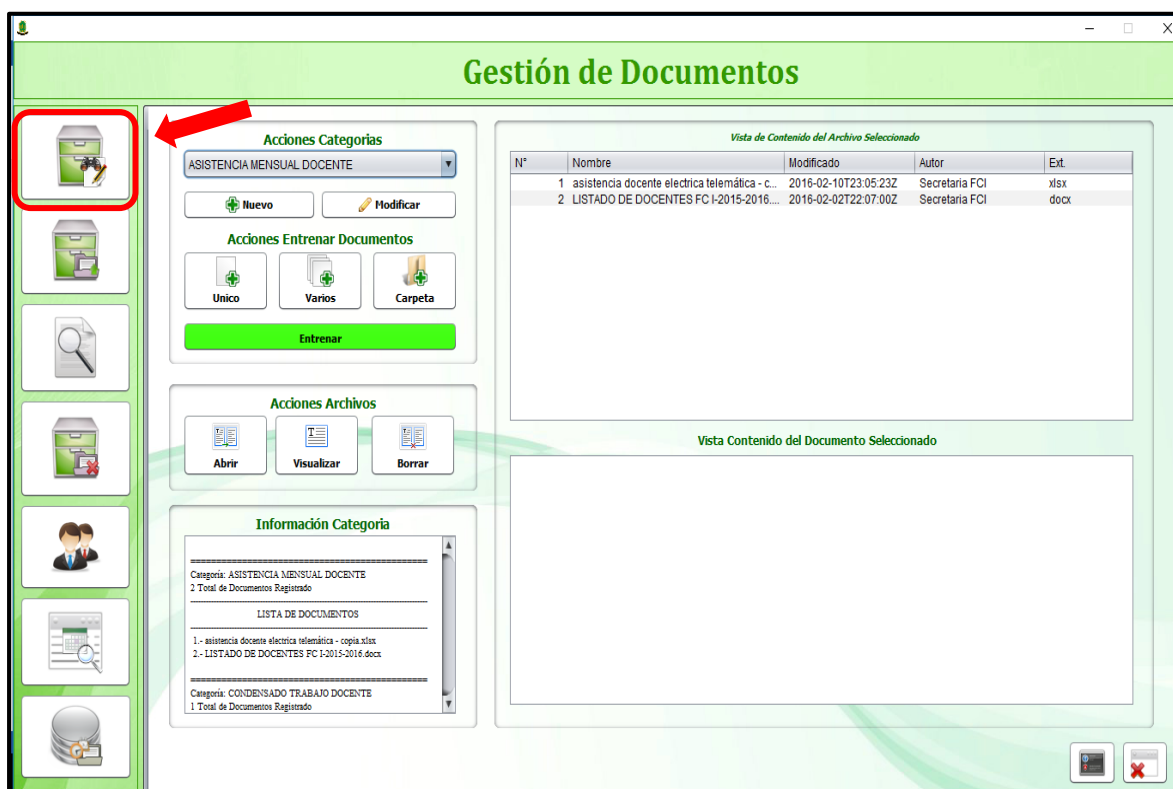 Gestión de Documentos
Acciones Categorias
ASISTENCIA MENSUAL DOCENTE
Nuevo
Modificar
Acciones Entrenar Documentos
Unico
Varios
Carpeta
Entrenar
Acciones Archivos
Abrir
Visualizar
Borrar
Información Categoria
Categoría: ASISTENCIA MENSUAL DOCENTE
2 Total de Documentos Registrado
LISTA DE DOCUMENTOS
1.- asistencia docente electrica telemática - copia.xlsx
2.- LISTADO DE DOCENTES FC I-2015-2016.docx
Categoría: CONDENSADO TRABAJO DOCENTE
1 Total de Documentos Registrado
Vista de Contenido del Archivo Seleccionado
N° Nombre Modificado Autor Ext.
1 asistencia docente electrica telemática - c... 2016-02-10T23:05:23Z Secretaria FCI xlsx
2 LISTADO DE DOCENTES FC I-2015-2016.... 2016-02-02T22:07:00Z Secretaria FCI docx
Vista Contenido del Documento Seleccionado